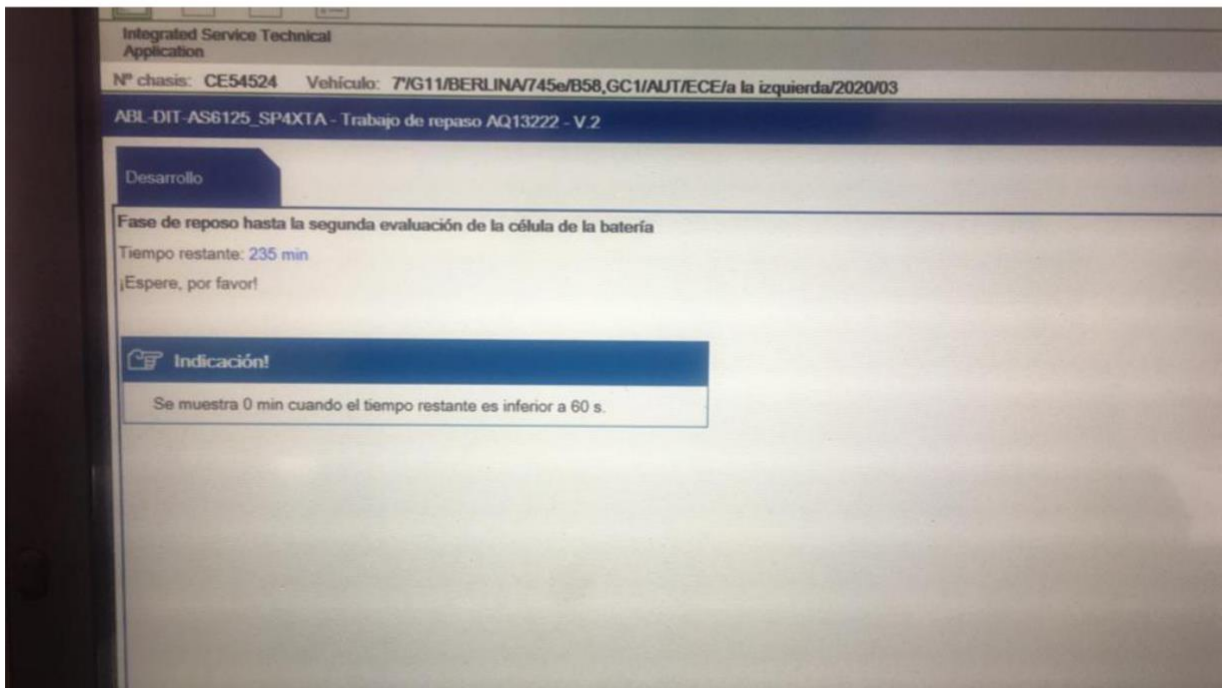 Integrated Service Technical
Application
Nº chasis: CE54524 Vehículo: 7'/G11/BERLINA/745e/B58,GC1/AUT/ECE/a la izquierda/2020/03
ABL-DIT-AS6125_SP4XTA - Trabajo de repaso AQ13222 - V.2
Desarrollo
Fase de reposo hasta la segunda evaluación de la célula de la batería
Tiempo restante: 235 min
¡Espere, por favor!
Indicación!
Se muestra 0 min cuando el tiempo restante es inferior a 60 s.